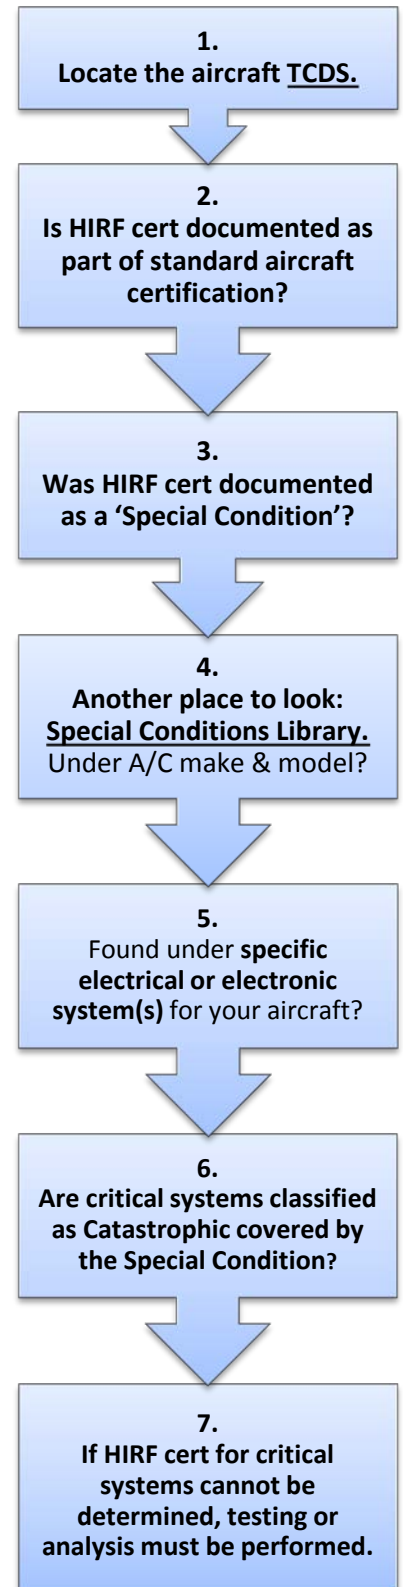 1.
Locate the aircraft TCDS.
2.
Is HIRF cert documented as
part of standard aircraft
certification?
3.
Was HIRF cert documented
as a ‘Special Condition’?
4.
Another place to look:
Special Conditions Library.
Under A/C make & model?
5.
Found under specific
electrical or electronic
system(s) for your aircraft?
6.
Are critical systems classified
as Catastrophic covered by
the Special Condition?
7.
If HIRF cert for critical
systems cannot be
determined, testing or
analysis must be performed.